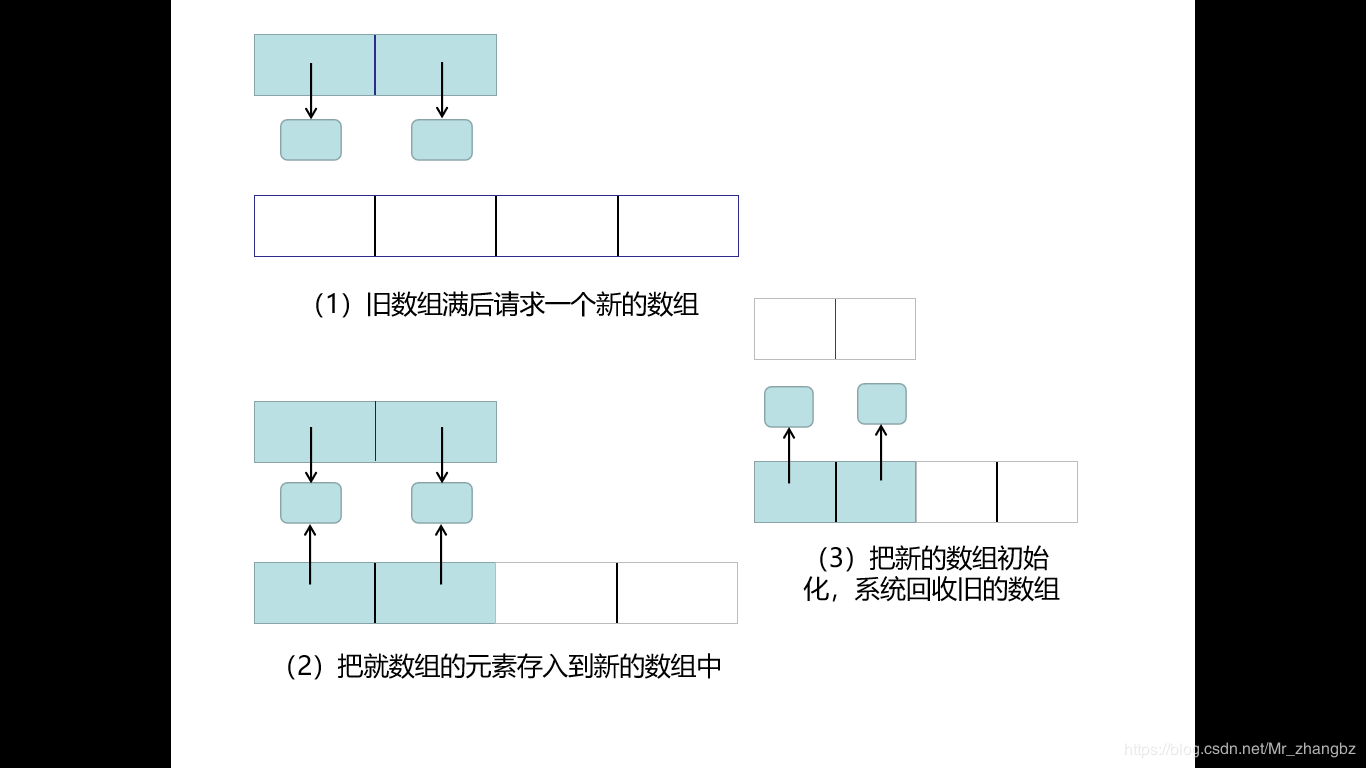 （1）旧数组满后请求一个新的数组
（2）把就数组的元素存入到新的数组中
（3）把新的数组初始
化，系统回收旧的数组
https://blog.csdn.net/Mr_zhangbz